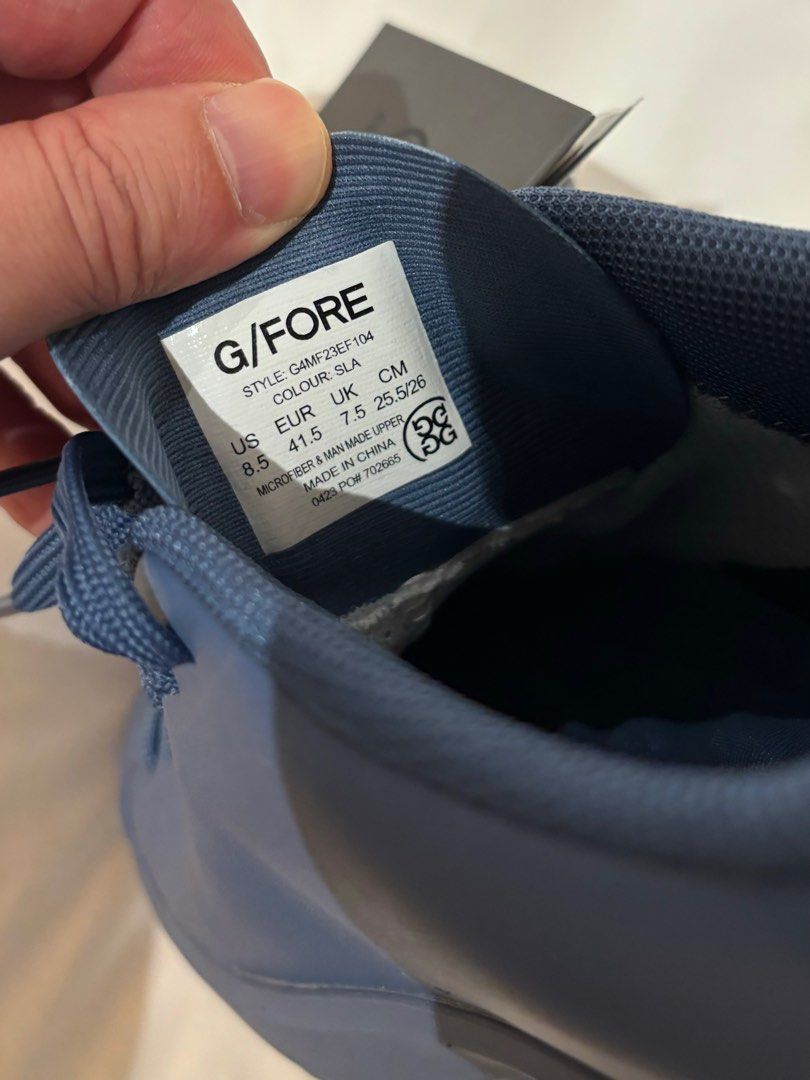 G/FORE
STYLE: G4MF23EF104
COLOUR: SLA
US EUR UK CM
8.5 41.5 7.5 25.5/26
MICROFIBER & MAN MADE UPPER
MADE IN CHINA
0423 PO# 702665